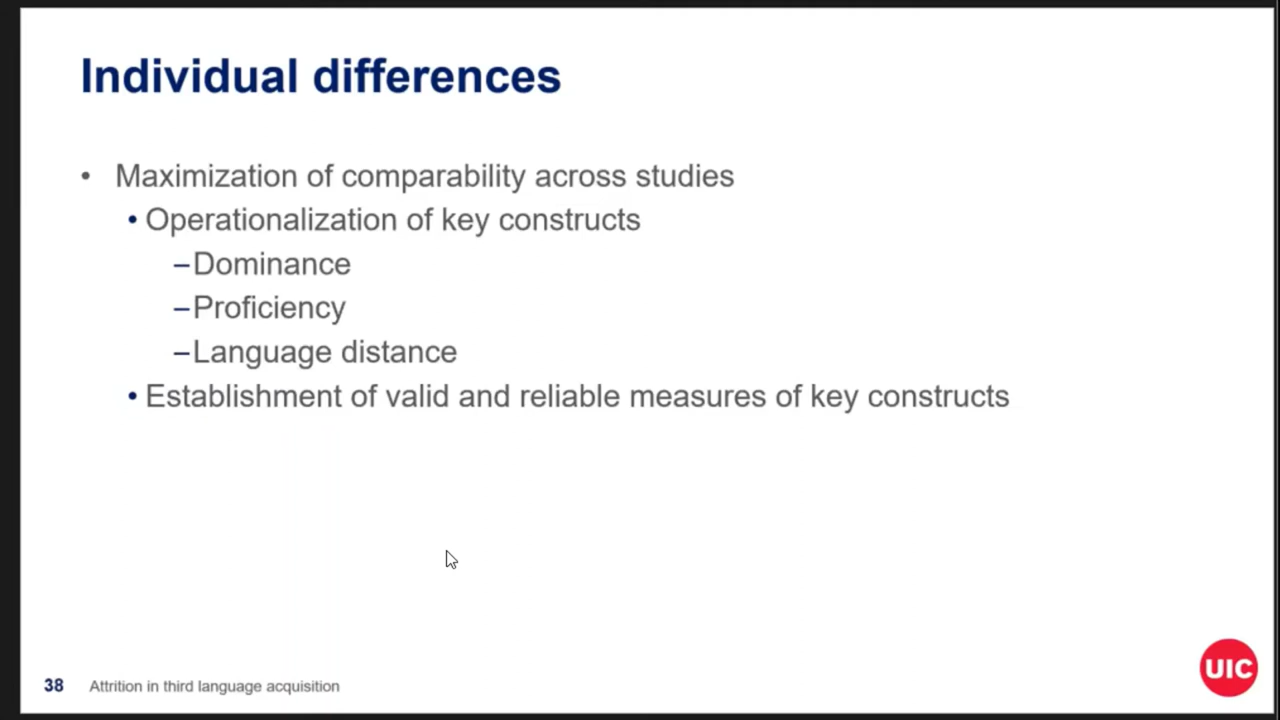 Individual differences
• Maximization of comparability across studies
• Operationalization of key constructs
–Dominance
–Proficiency
–Language distance
• Establishment of valid and reliable measures of key constructs
38 Attrition in third language acquisition
UIC